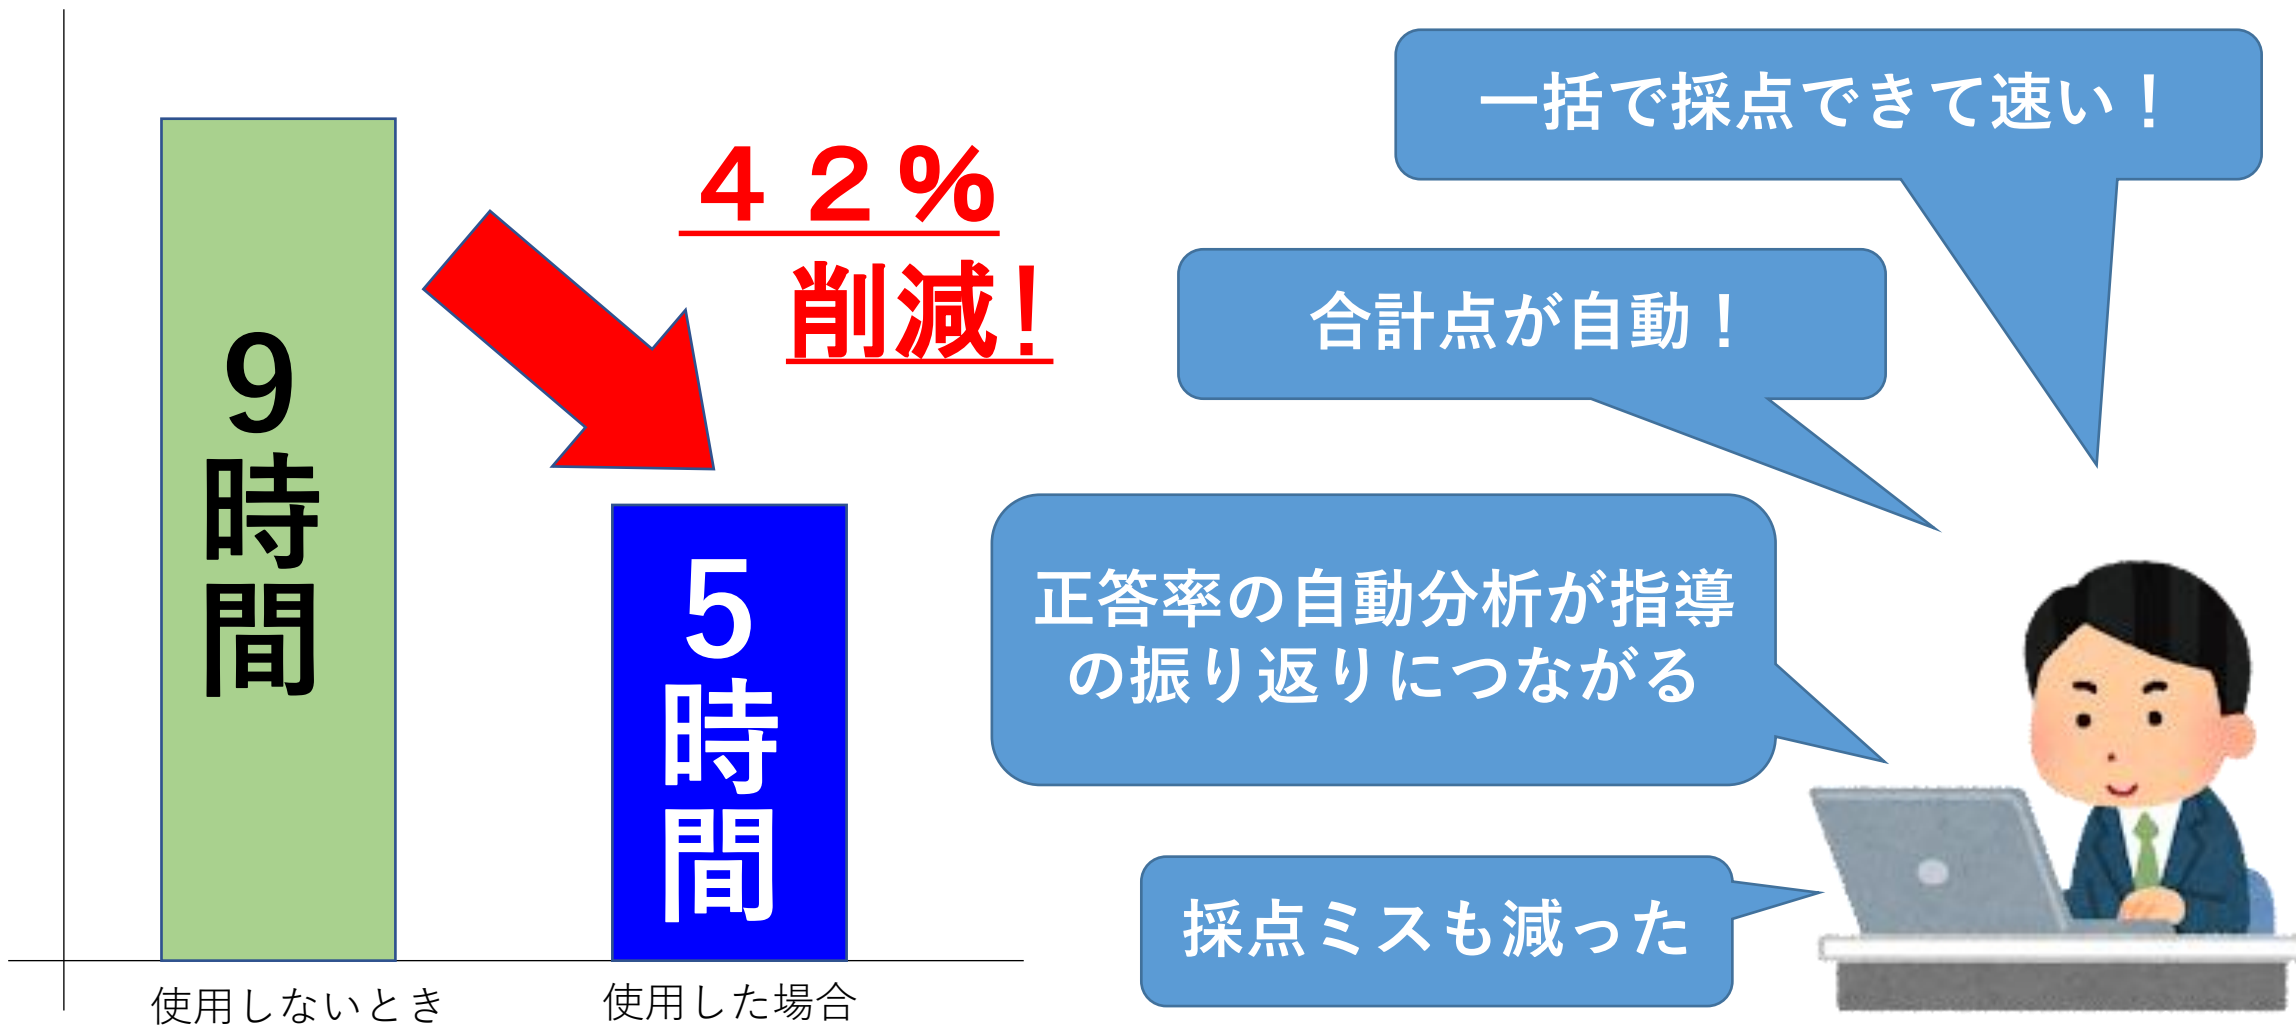 ４２％
削減！
９時間
５時間
使用しないとき
使用した場合
一括で採点できて速い！
合計点が自動！
正答率の自動分析が指導
の振り返りにつながる
採点ミスも減った